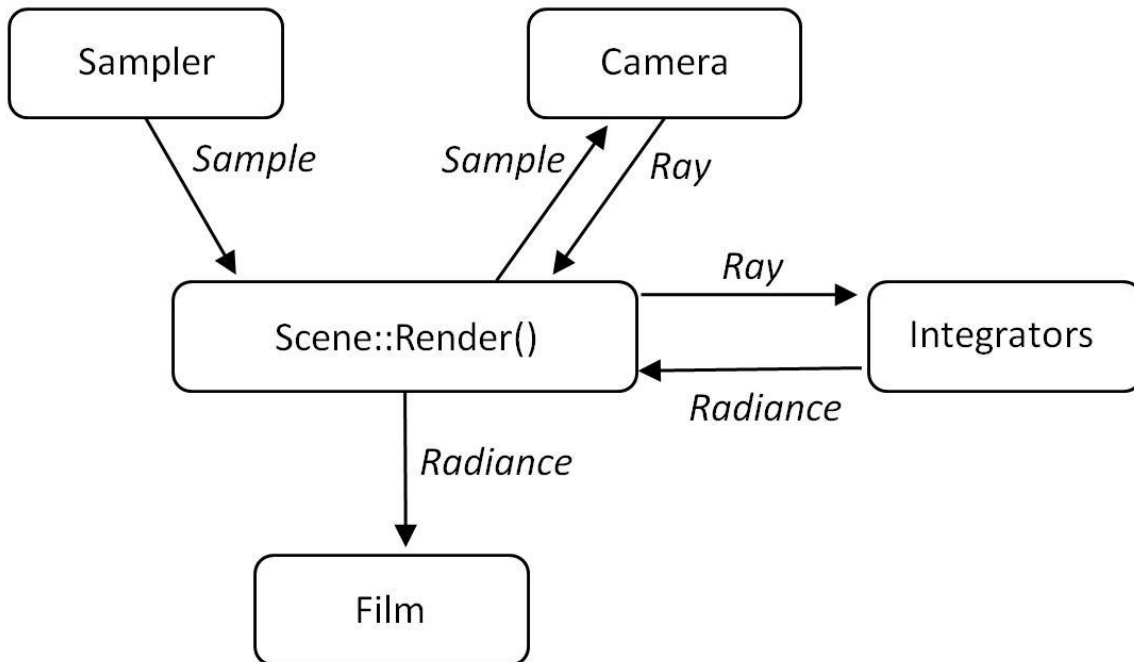 Sampler
Camera
Sample
Sample
Ray
Ray
Scene::Render()
Integrators
Radiance
Radiance
Film